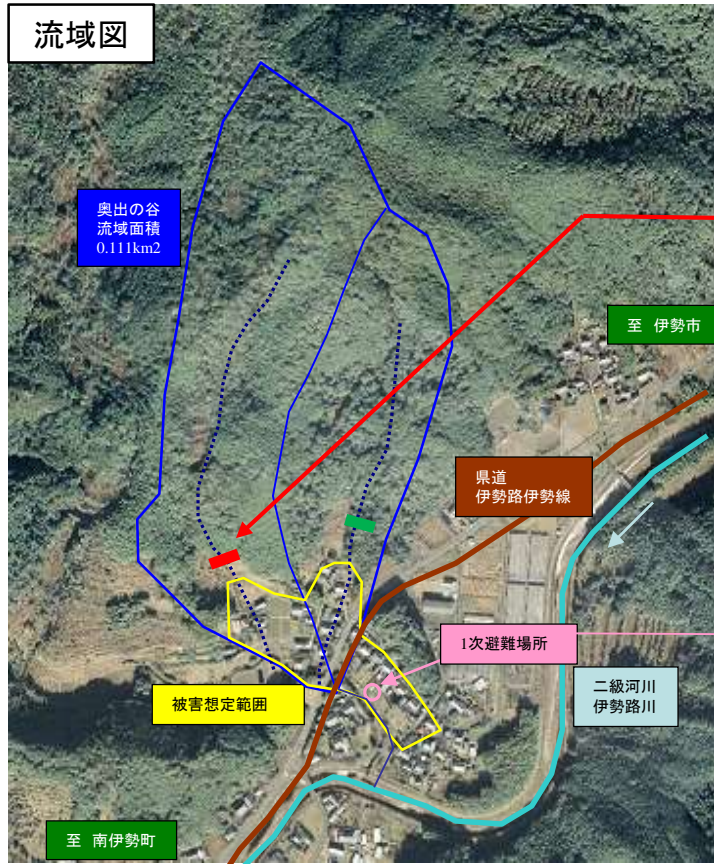 流域図
奥出の谷
流域面積
0.111km2
至 伊勢市
県道
伊勢路伊勢線
1次避難場所
二級河川
伊勢路川
被害想定範囲
至 南伊勢町